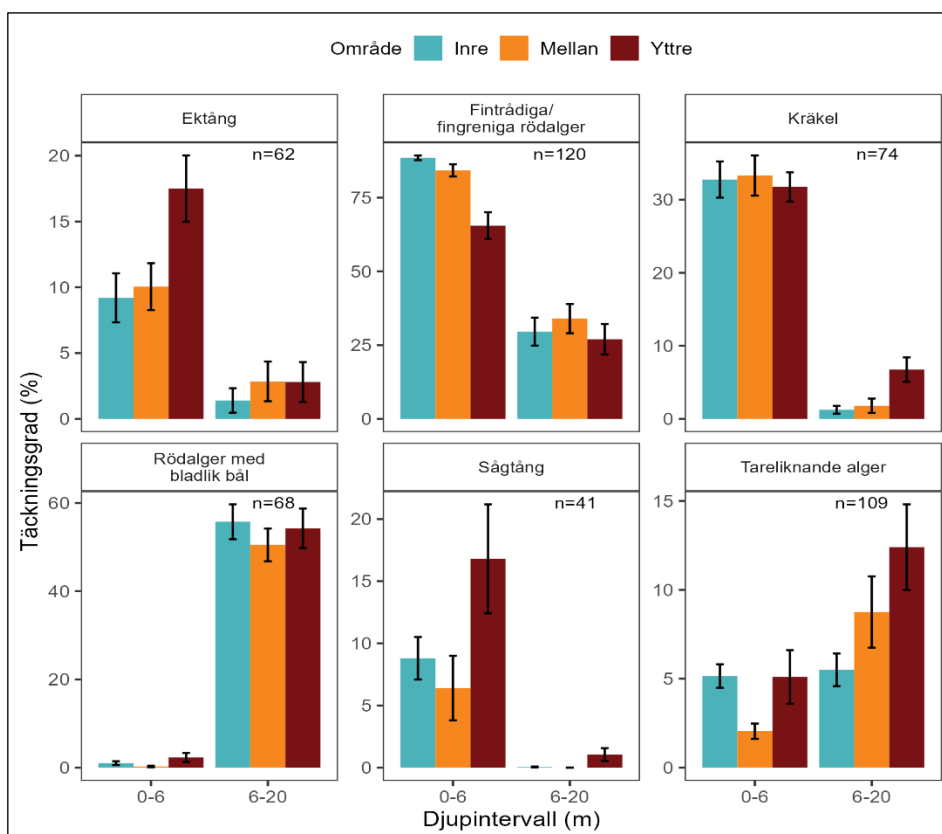 Område Inre Mellan Yttre
Ektång
Fintrådiga/
fingreniga rödalger
Kräkel
n=62
n=120
n=74
20
15
10
5
0
75
50
25
0
30
20
10
0
Täckningsgrad (%)
Rödalger med
bladlik bål
Sågtång
Tareliknande alger
n=68
n=41
n=109
60
40
20
0
20
15
10
5
0
15
10
5
0
0-6 6-20 0-6 6-20 0-6 6-20
Djupintervall (m)